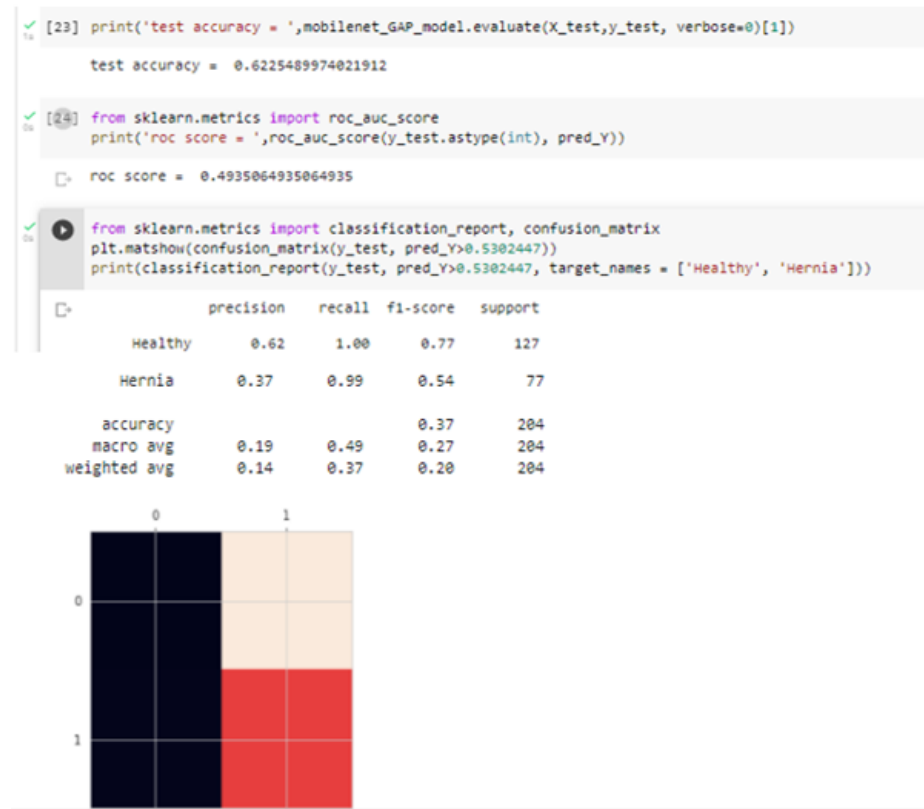 [23] print('test accuracy = ',mobilenet_GAP_model.evaluate(X_test,y_test, verbose=0)[1])
test accuracy =  0.6225489974021912
[24] from sklearn.metrics import roc_auc_score
print('roc score = ',roc_auc_score(y_test.astype(int), pred_Y))
roc score =  0.4935064935064935
from sklearn.metrics import classification_report, confusion_matrix
plt.matshow(confusion_matrix(y_test, pred_Y>0.5302447))
print(classification_report(y_test, pred_Y>0.5302447, target_names = ['Healthy', 'Hernia']))
precision recall f1-score support
Healthy 0.62 1.00 0.77 127
Hernia 0.37 0.99 0.54 77
accuracy 0.37 204
macro avg 0.19 0.49 0.27 204
weighted avg 0.14 0.37 0.20 204
0 1
0
1